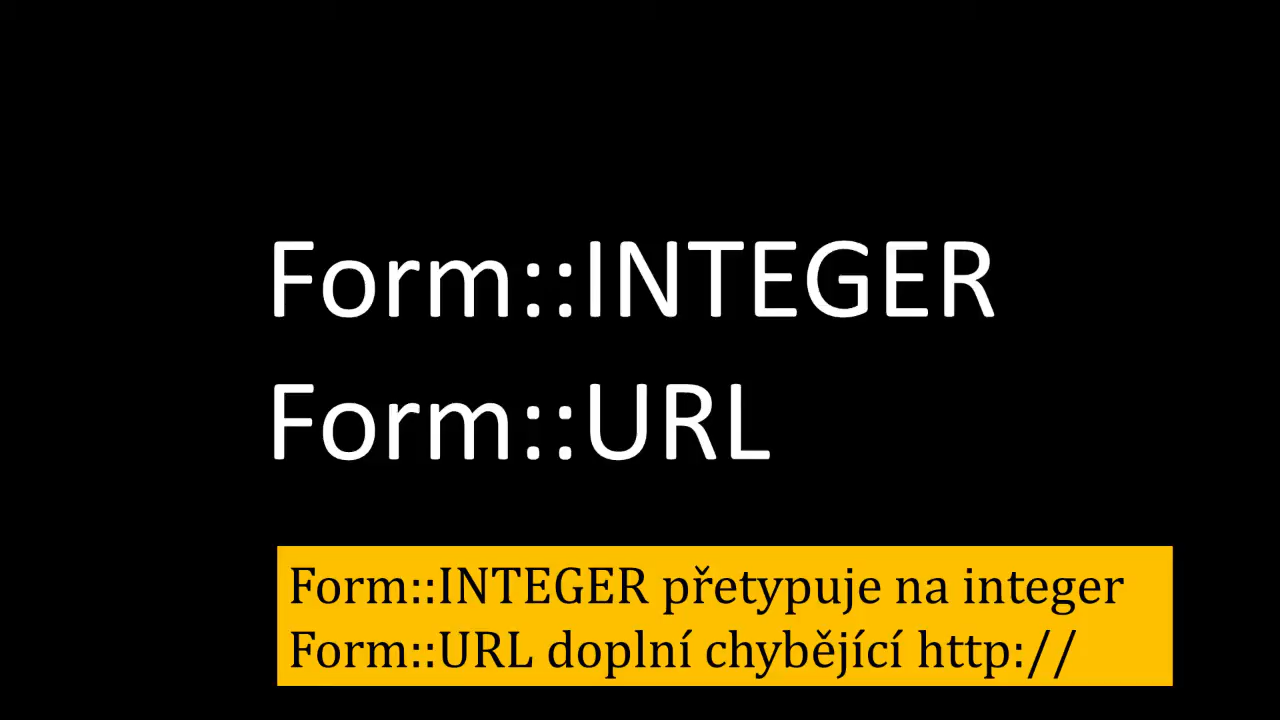 Form::INTEGER
Form::URL
Form::INTEGER přetypuje na integer
Form::URL doplní chybějící http://